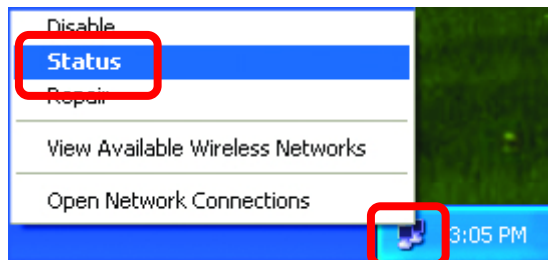 Disable
Status
Repair
View Available Wireless Networks
Open Network Connections
3:05 PM